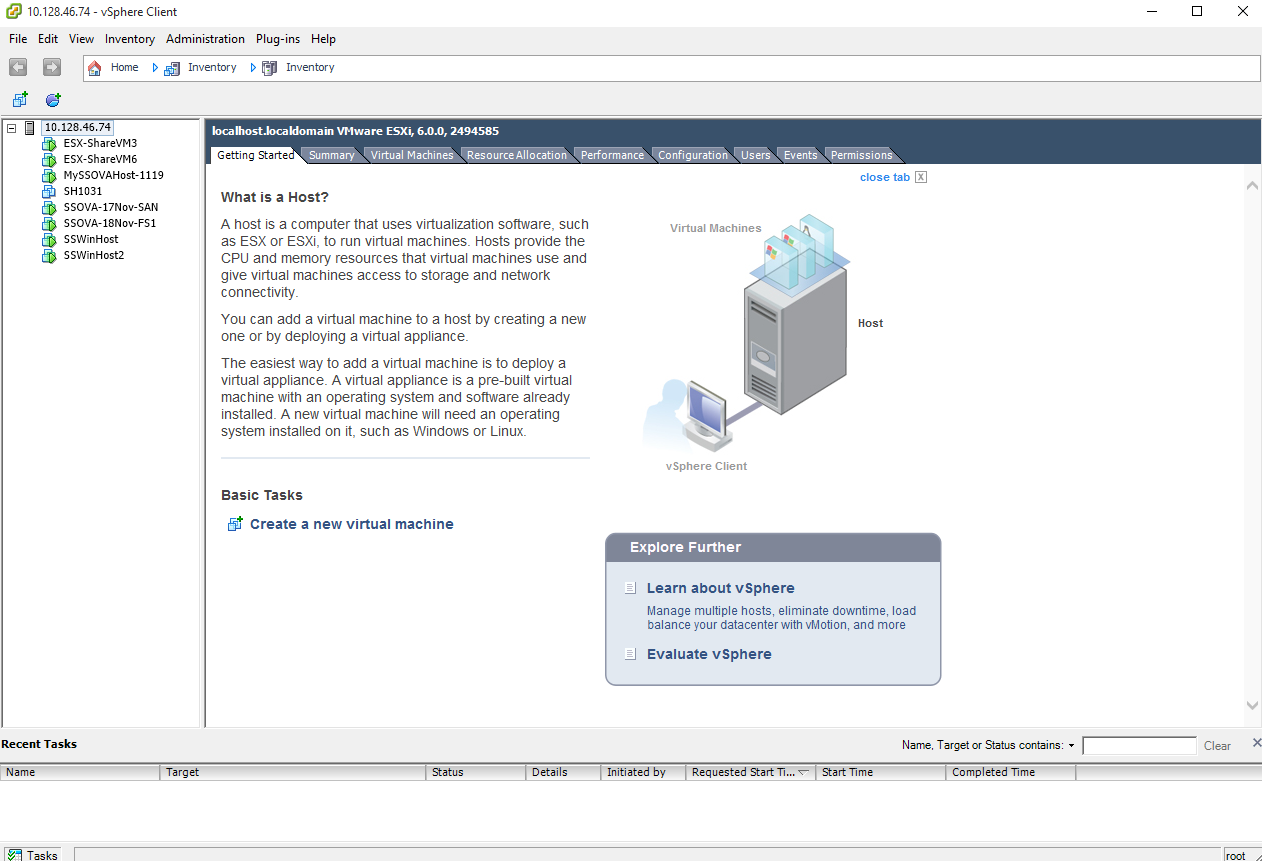 10.128.46.74 - vSphere Client
File Edit View Inventory Administration Plug-ins Help
Home Inventory Inventory
10.128.46.74
ESX-ShareVM3
ESX-ShareVM6
MySSOVAHost-1119
SH1031
SSOVA-17Nov-SAN
SSOVA-18Nov-FS1
SSWinHost
SSWinHost2
localhost.localdomain VMware ESXi, 6.0.0, 2494585
Getting Started Summary Virtual Machines Resource Allocation Performance Configuration Users Events Permissions
close tab X
What is a Host?
A host is a computer that uses virtualization software, such
as ESX or ESXi, to run virtual machines. Hosts provide the
CPU and memory resources that virtual machines use and
give virtual machines access to storage and network
connectivity.
You can add a virtual machine to a host by creating a new
one or by deploying a virtual appliance.
The easiest way to add a virtual machine is to deploy a
virtual appliance. A virtual appliance is a pre-built virtual
machine with an operating system and software already
installed. A new virtual machine will need an operating
system installed on it, such as Windows or Linux.
Basic Tasks
Create a new virtual machine
Virtual Machines
Host
vSphere Client
Explore Further
Learn about vSphere
Manage multiple hosts, eliminate downtime, load
balance your datacenter with vMotion, and more
Evaluate vSphere
Recent Tasks
Name, Target or Status contains: Clear
Name Target Status Details Initiated by Requested Start Ti... Start Time Completed Time
Tasks
root